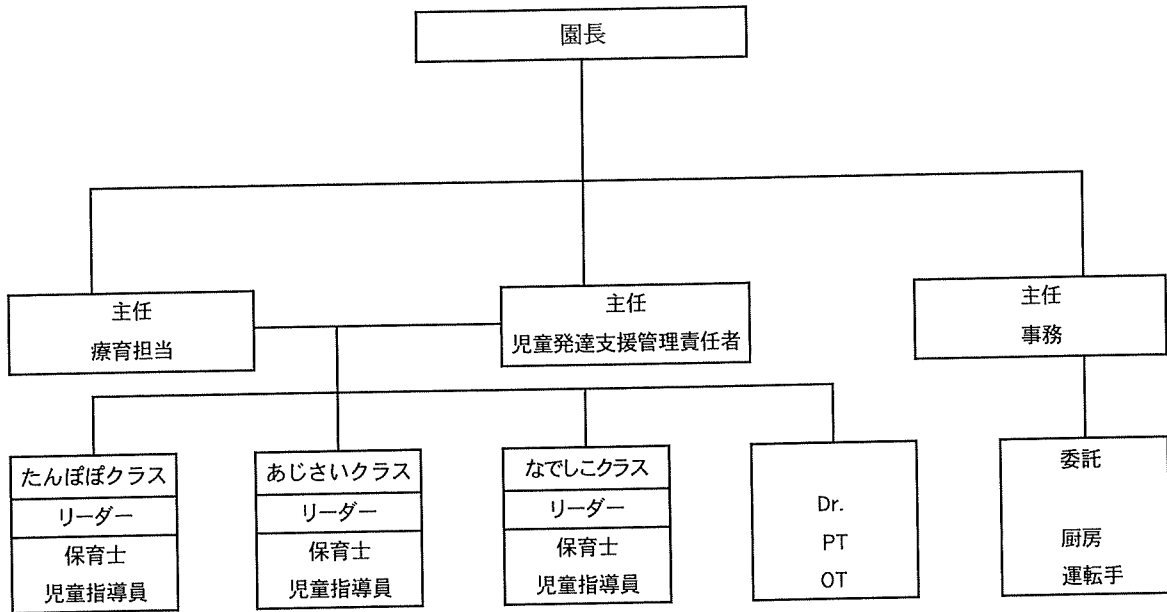 園長
主任
療育担当
主任
児童発達支援管理責任者
主任
事務
たんぽぽクラス
リーダー
保育士
児童指導員
あじさいクラス
リーダー
保育士
児童指導員
なでしこクラス
リーダー
保育士
児童指導員
Dr.
PT
OT
委託
厨房
運転手